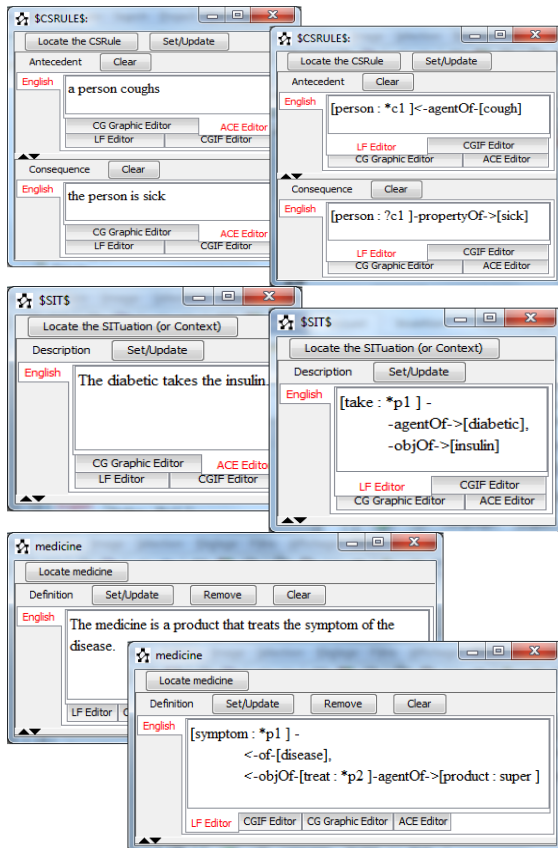 $CSRULE$:
Locate the CSRule Set/Update
Antecedent Clear
English
a person coughs
CG Graphic Editor ACE Editor
LF Editor CGIF Editor
Consequence Clear
English
the person is sick
CG Graphic Editor ACE Editor
LF Editor CGIF Editor
$CSRULE$:
Locate the CSRule Set/Update
Antecedent Clear
English
[person : *c1 ]<-agentOf-[cough]
LF Editor CGIF Editor
CG Graphic Editor ACE Editor
Consequence Clear
English
[person : ?c1 ]-propertyOf->[sick]
LF Editor CGIF Editor
CG Graphic Editor ACE Editor
$SIT$
Locate the SITuation (or Context)
Description Set/Update
English
The diabetic takes the insulin.
CG Graphic Editor ACE Edito
LF Editor CGIF Editor
$SIT$
Locate the SITuation (or Context)
Description Set/Update
English
[take : *p1 ] -
-agentOf->[diabetic],
-objOf->[insulin]
LF Editor CGIF Editor
CG Graphic Editor ACE Editor
medicine
Locate medicine
Definition Set/Update Remove Clear
English
The medicine is a product that treats the symptom of the
disease.
LF Editor
medicine
Locate medicine
Definition Set/Update Remove Clear
English
[symptom : *p1 ] -
<-of-[disease],
<-objOf-[treat : *p2 ]-agentOf->[product : super ]
LF Editor CGIF Editor CG Graphic Editor ACE Editor